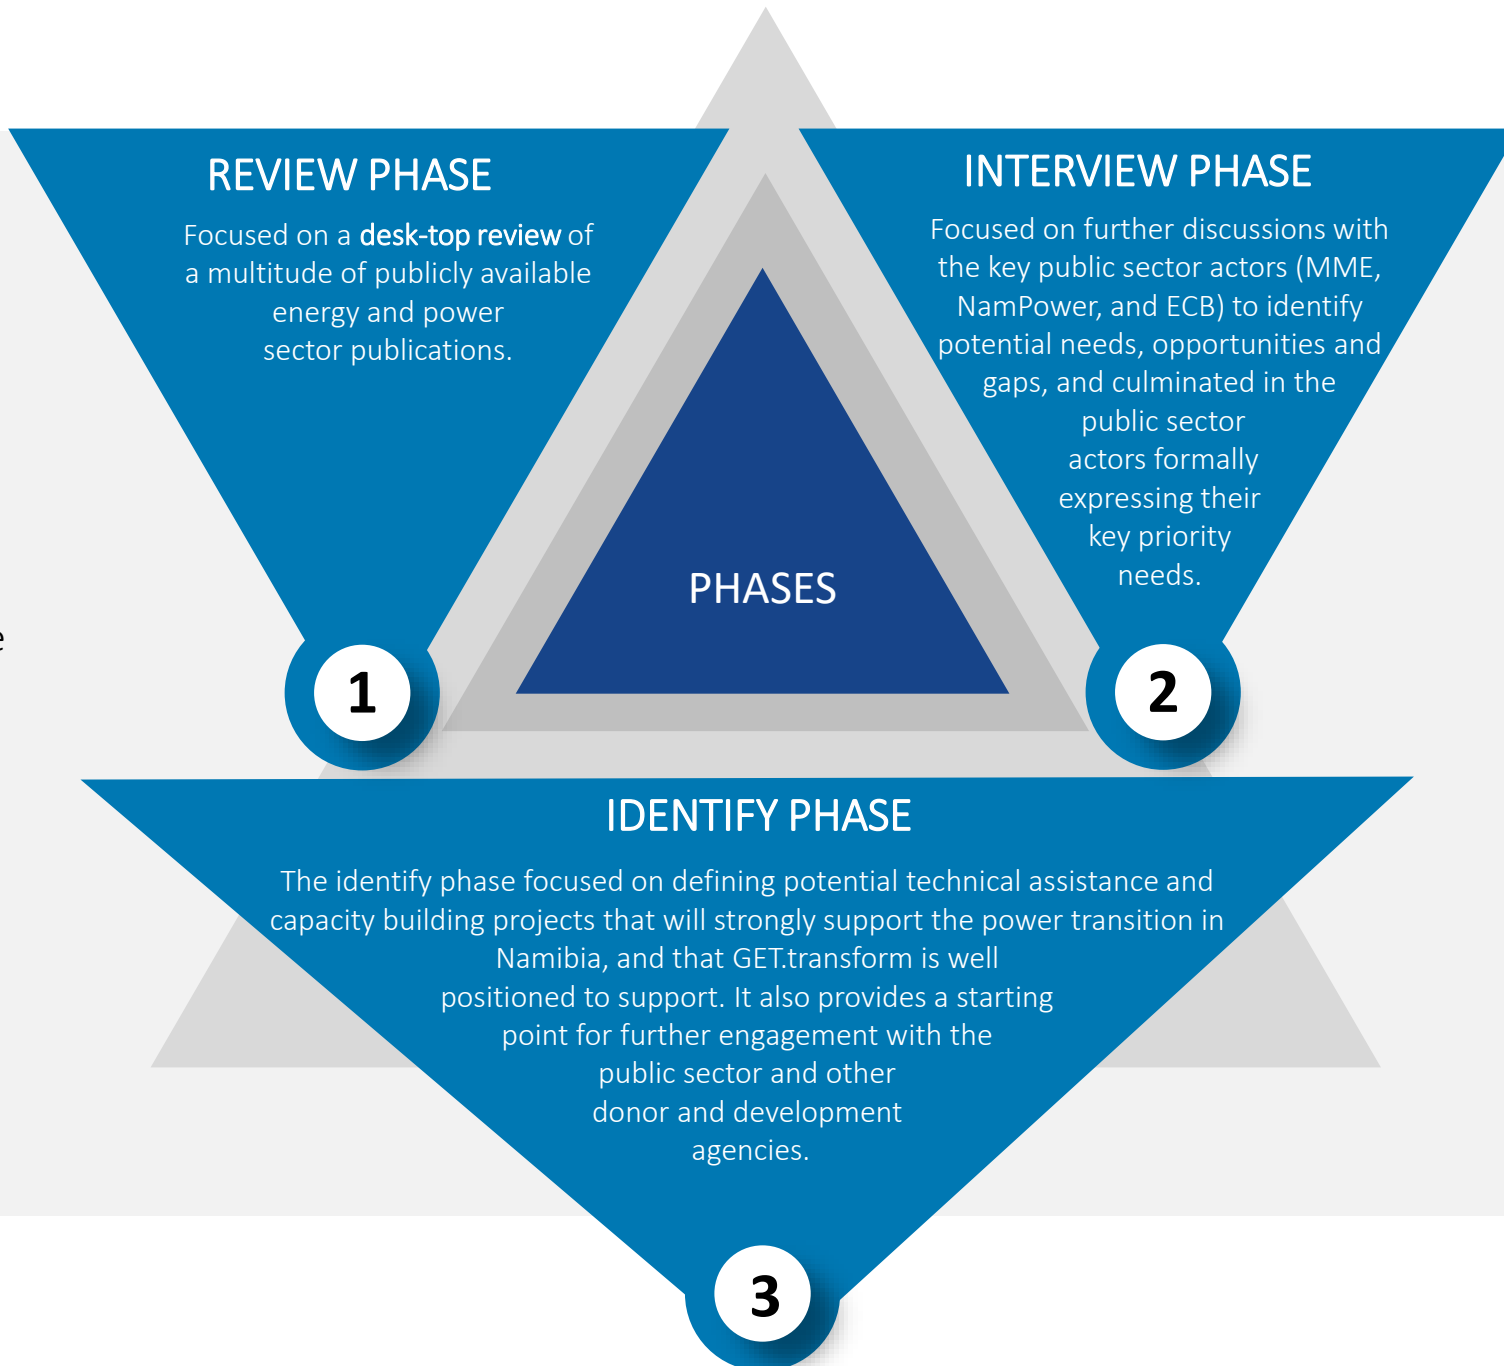 REVIEW PHASE
Focused on a desk-top review of
a multitude of publicly available
energy and power
sector publications.
1
INTERVIEW PHASE
Focused on further discussions with
the key public sector actors (MME,
NamPower, and ECB) to identify
potential needs, opportunities and
gaps, and culminated in the
public sector
actors formally
expressing their
key priority
needs.
2
PHASES
e
IDENTIFY PHASE
The identify phase focused on defining potential technical assistance and
capacity building projects that will strongly support the power transition in
Namibia, and that GET.transform is well
positioned to support. It also provides a starting
point for further engagement with the
public sector and other
donor and development
agencies.
3